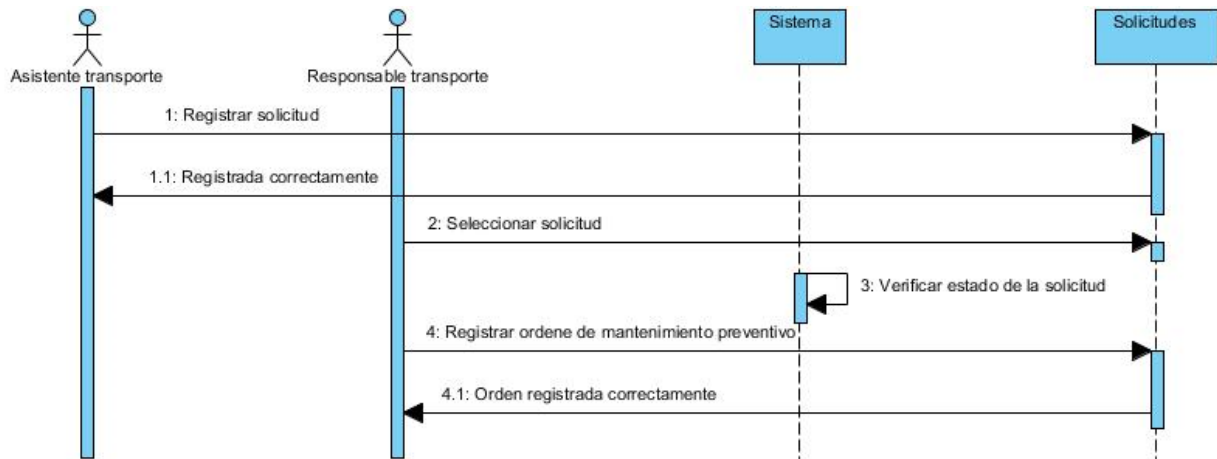 Sistema
Solicitudes
Asistente transporte
Responsable transporte
1: Registrar solicitud
1.1: Registrada correctamente
2: Seleccionar solicitud
3: Verificar estado de la solicitud
4: Registrar ordene de mantenimiento preventivo
4.1: Orden registrada correctamente